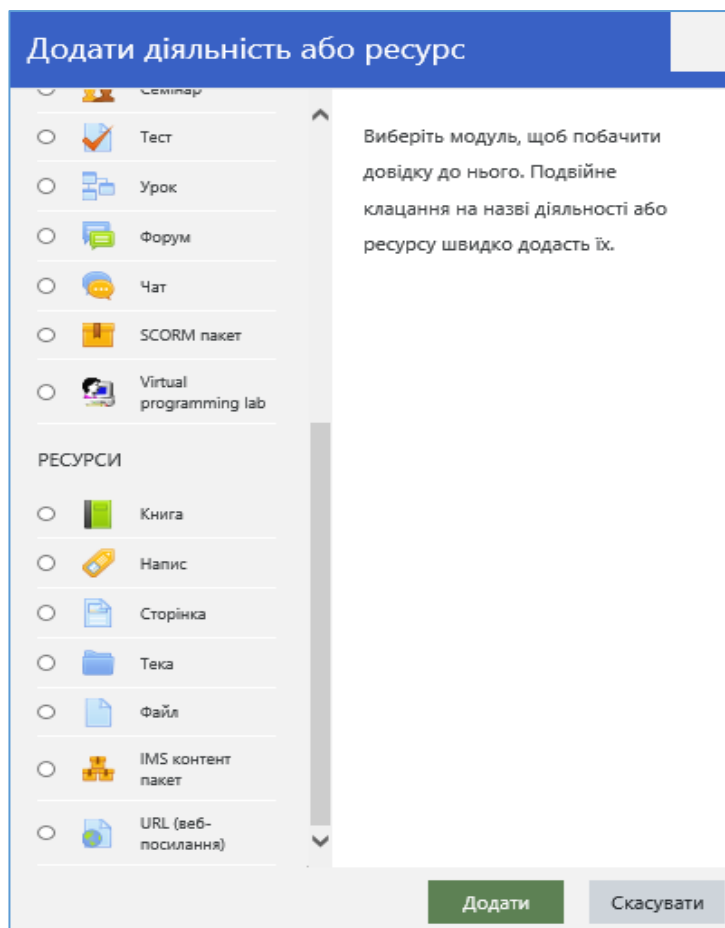 Додати діяльність або ресурс
Семінар
Тест
Урок
Форум
Чат
SCORM пакет
Virtual
programming lab
РЕСУРСИ
Книга
Напис
Сторінка
Тека
Файл
IMS контент
пакет
URL (веб-
посилання)
Виберіть модуль, щоб побачити
довідку до нього. Подвійне
клацання на назві діяльності або
ресурсу швидко додасть їх.
Додати
Скасувати